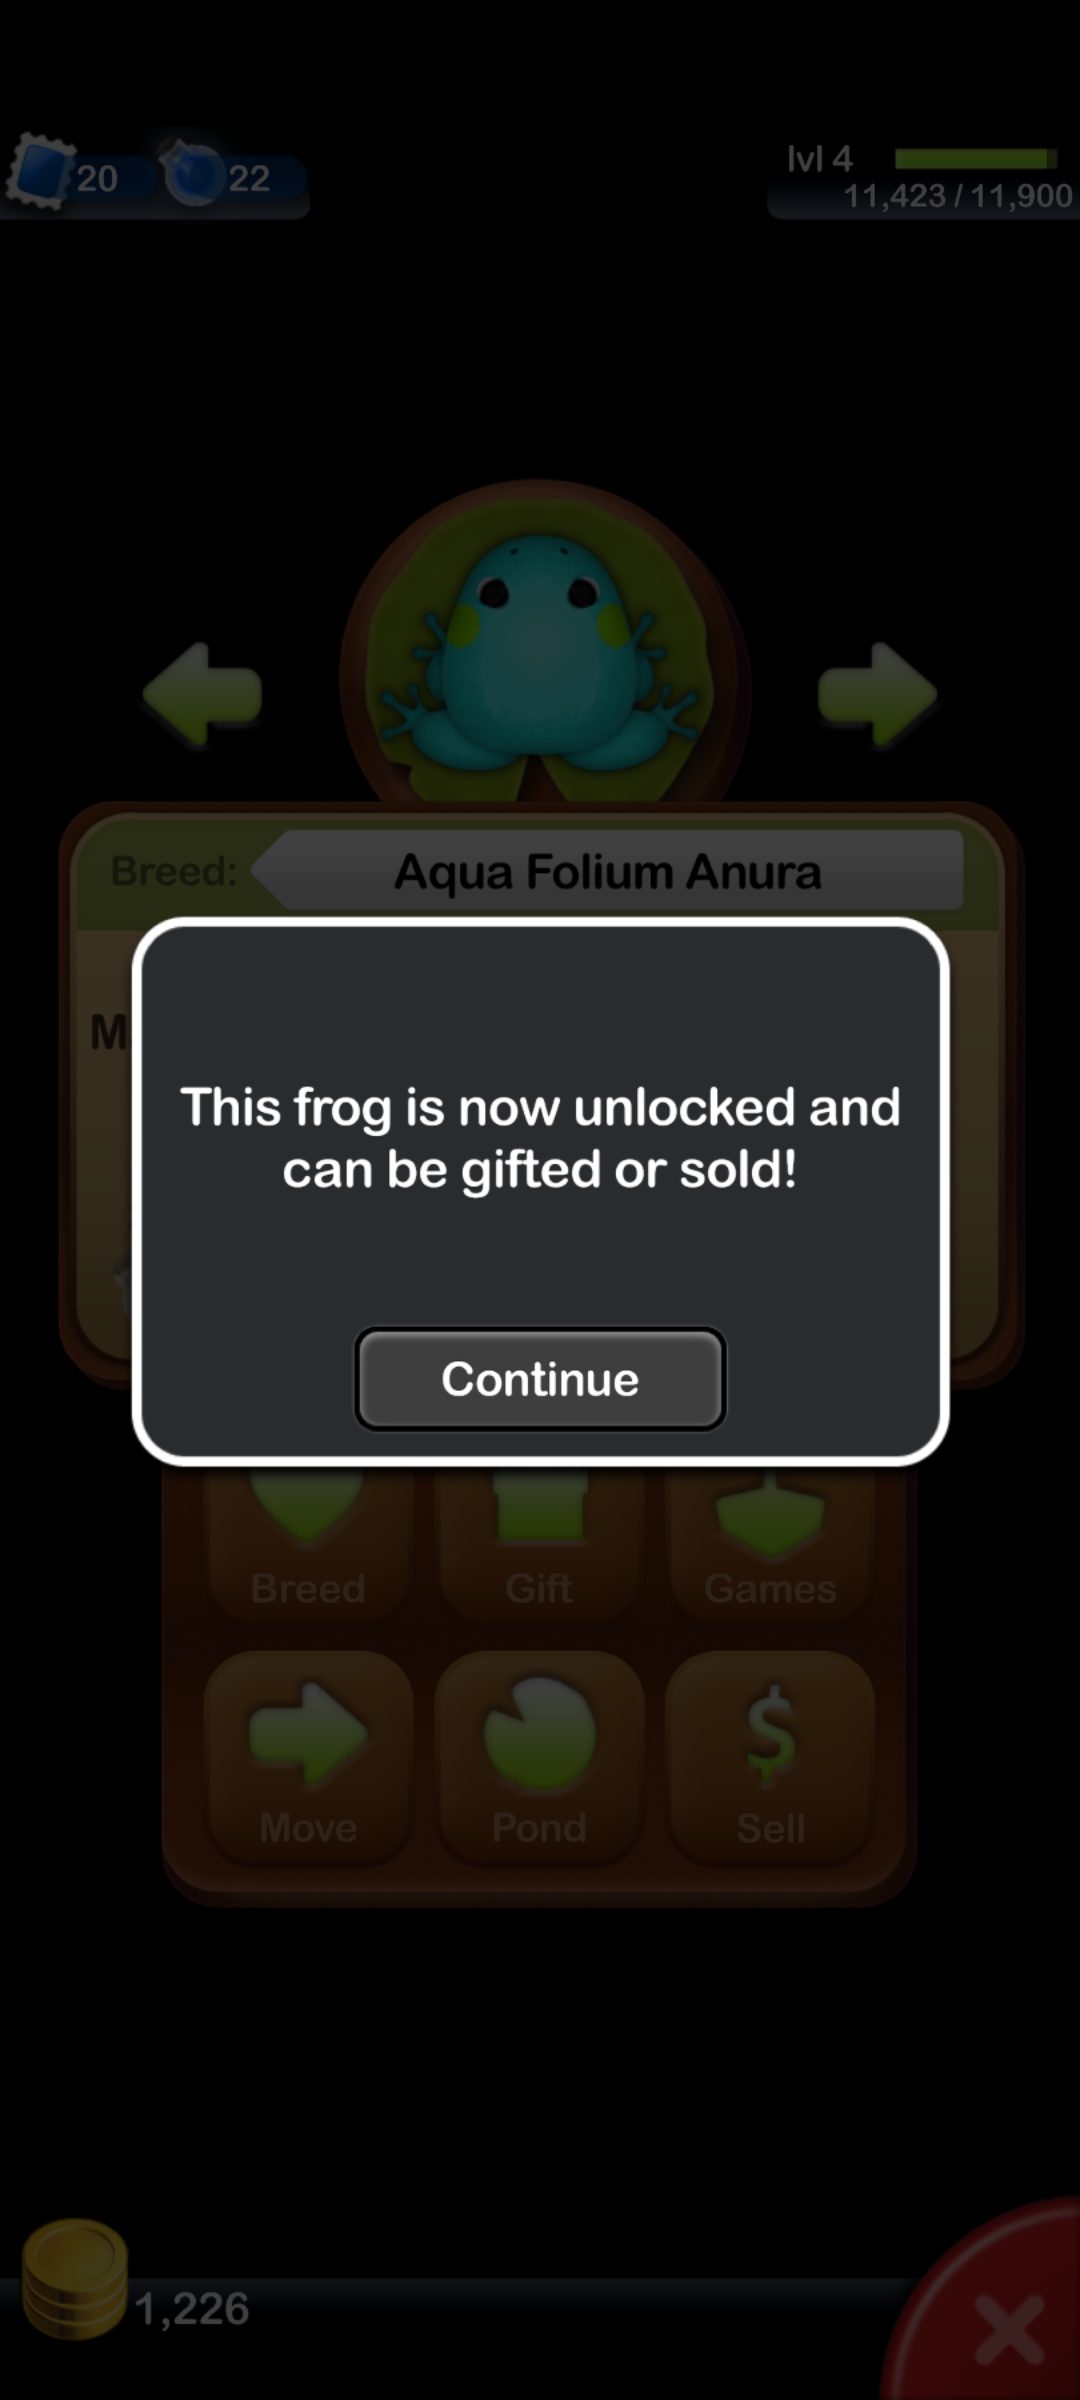 20 22 lvl 4
11,423 / 11,900
Breed: Aqua Folium Anura
M
This frog is now unlocked and
can be gifted or sold!
Continue
Breed Gift Games
Move Pond Sell
$
1,226